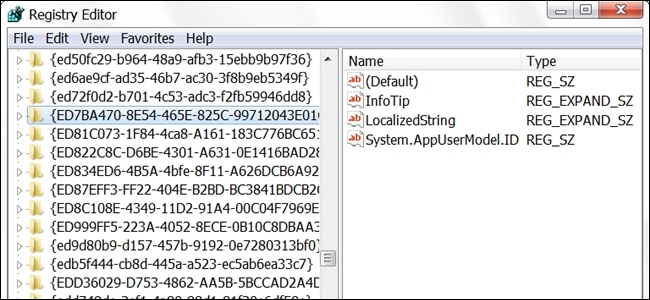 Registry Editor
File Edit View Favorites Help
{ed50fc29-b964-48a9-afb3-15ebb9b97f36}
{ed6ae9cf-ad35-46b7-ac30-3f8b9eb5349f}
{ed72f0d2-b701-4c53-adc3-f2fb59946dd8}
{ED7BA470-8E54-465E-825C-99712043E01
{ED81C073-1F84-4ca8-A161-183C776BC651
{ED822C8C-D6BE-4301-A631-0E1416BAD28
{ED834ED6-4B5A-4bfe-8F11-A626DCB6A92
{ED87EFF3-FF22-404E-B2BD-BC3841BDCB2
{ED8C108E-4349-11D2-91A4-00C04F7969E
{ED999FF5-223A-4052-8ECE-0B10C8DBAA3
{ed9d80b9-d157-457b-9192-0e7280313bf0}
{edb5f444-cb8d-445a-a523-ec5ab6ea33c7}
{EDD36029-D753-4862-AA5B-5BCCAD2A4D
Name Type
ab (Default) REG_SZ
ab InfoTip REG_EXPAND_SZ
ab LocalizedString REG_EXPAND_SZ
ab System.AppUserModel.ID REG_SZ